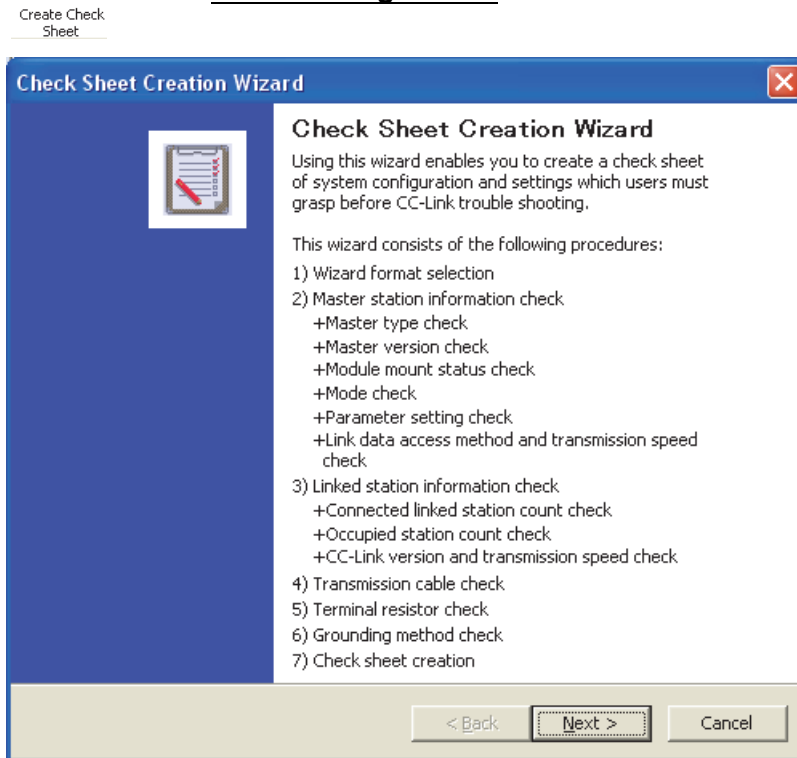 Create Check
Sheet
Check Sheet Creation Wizard
Check Sheet Creation Wizard
Using this wizard enables you to create a check sheet
of system configuration and settings which users must
grasp before CC-Link trouble shooting.
This wizard consists of the following procedures:
1) Wizard format selection
2) Master station information check
+Master type check
+Master version check
+Module mount status check
+Mode check
+Parameter setting check
+Link data access method and transmission speed
check
3) Linked station information check
+Connected linked station count check
+Occupied station count check
+CC-Link version and transmission speed check
4) Transmission cable check
5) Terminal resistor check
6) Grounding method check
7) Check sheet creation
< Back Next > Cancel